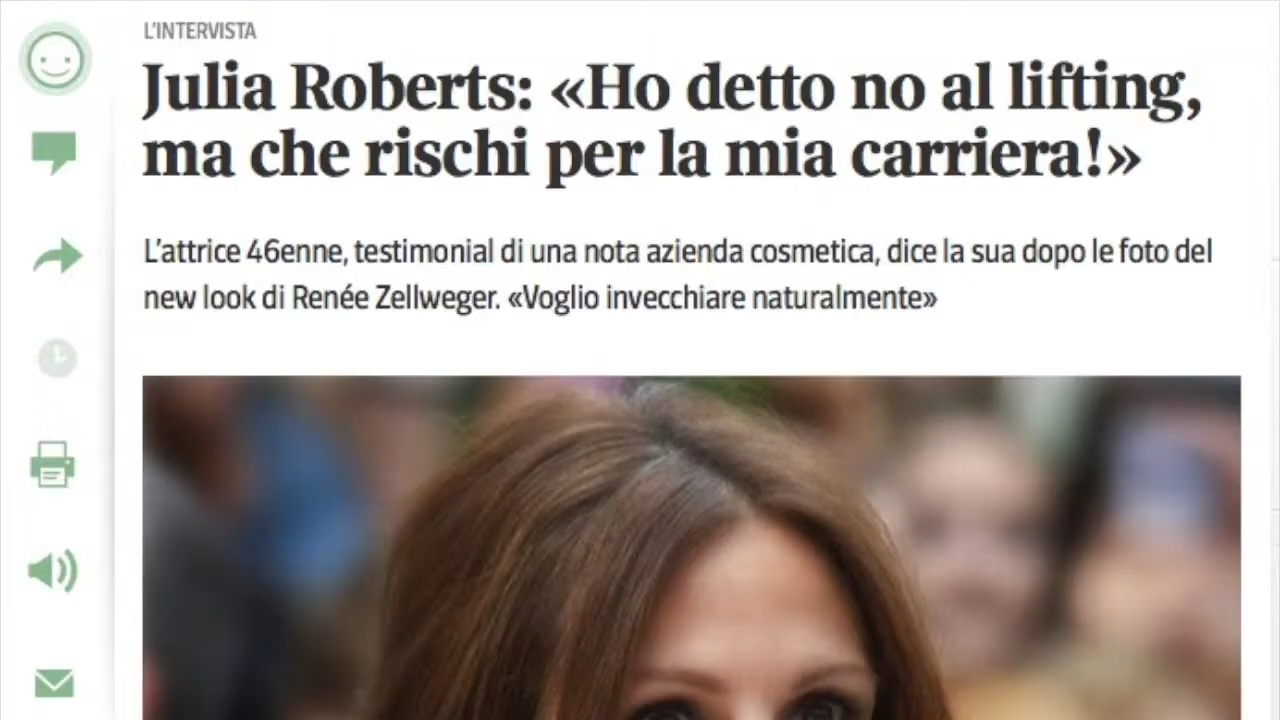 L'INTERVISTA
Julia Roberts: «Ho detto no al lifting,
ma che rischi per la mia carriera!»
L'attrice 46enne, testimonial di una nota azienda cosmetica, dice la sua dopo le foto del
new look di Renée Zellweger. «Voglio invecchiare naturalmente»